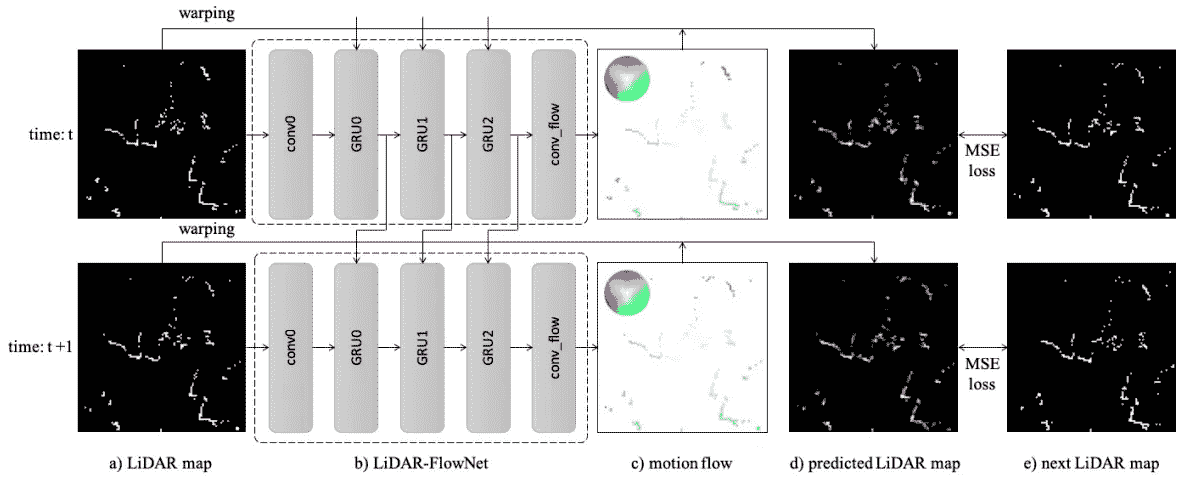 warping
time: t
conv0
GRU0
GRU1
GRU2
conv_flow
MSE
loss
warping
time: t +1
conv0
GRU0
GRU1
GRU2
conv_flow
MSE
loss
a) LiDAR map
b) LiDAR-FlowNet
c) motion flow
d) predicted LiDAR map
e) next LiDAR map